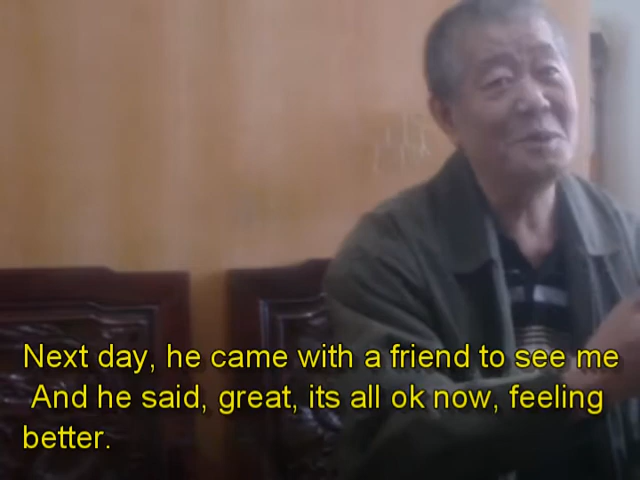 Next day, he came with a friend to see me
And he said, great, its all ok now, feeling
better.